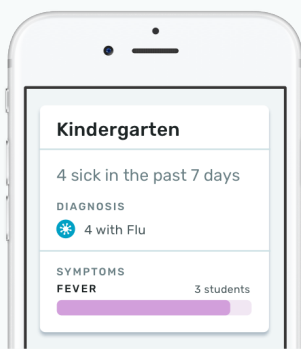 Kindergarten
4 sick in the past 7 days
DIAGNOSIS
4 with Flu
SYMPTOMS
FEVER 3 students